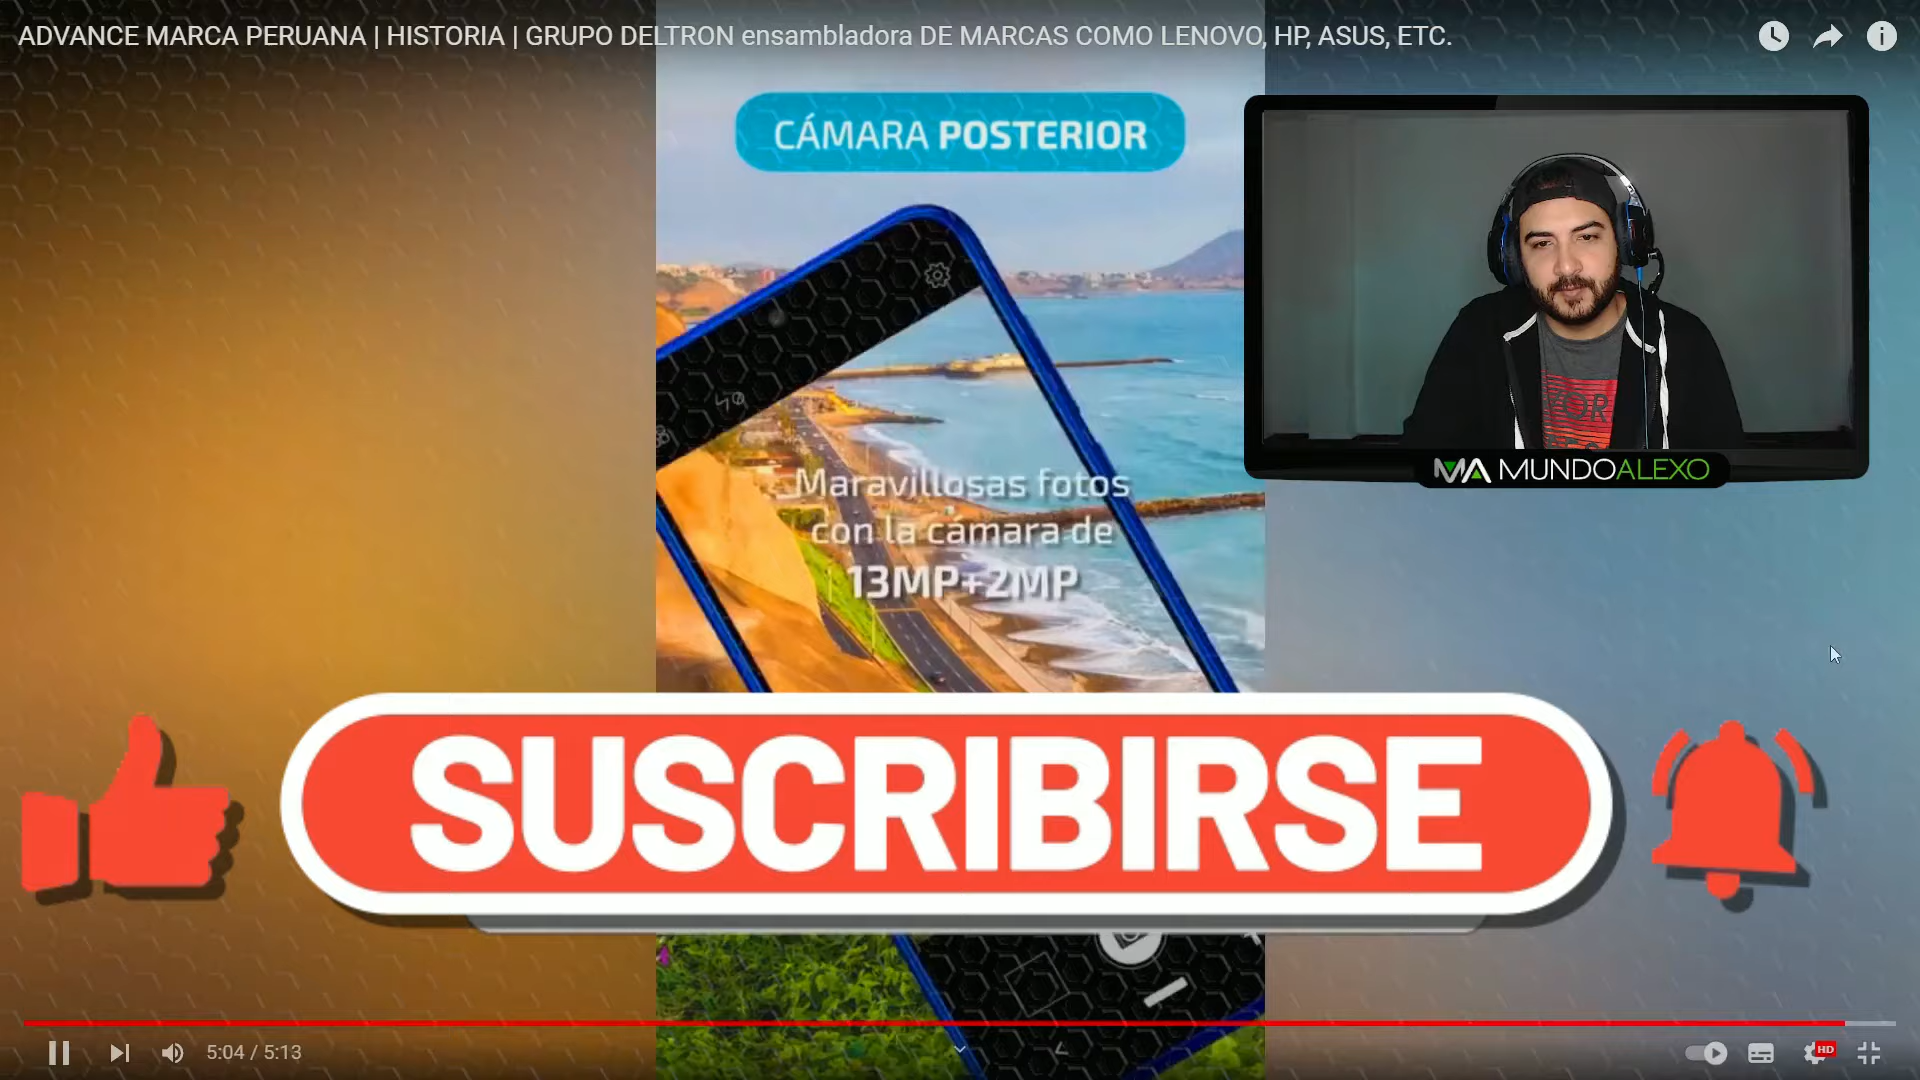 ADVANCE MARCA PERUANA | HISTORIA | GRUPO DELTRON ensambladora DE MARCAS COMO LENOVO, HP, ASUS, ETC.
CÁMARA POSTERIOR
MA MUNDOALEXO
Maravillosas fotos
con la cámara de
13MP+2MP
SUSCRIBIRSE
5:04 / 5:13
HD